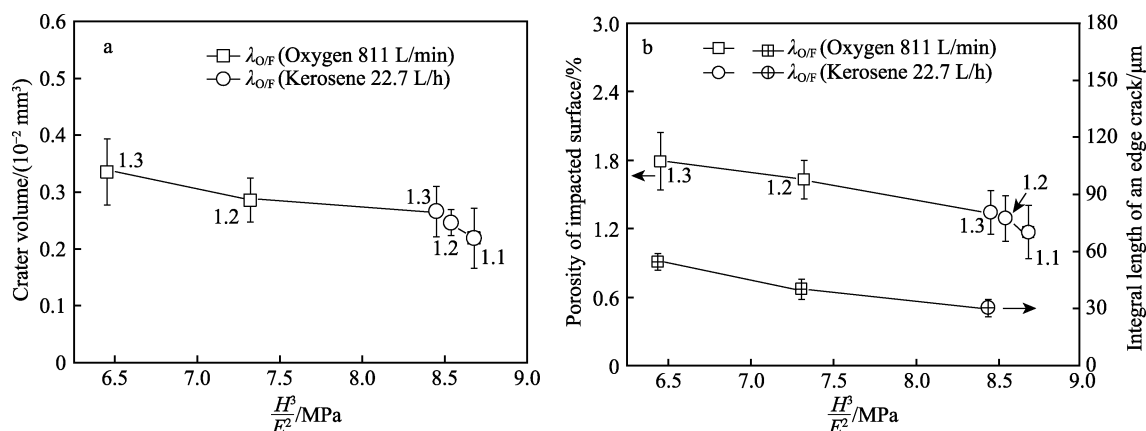 a
λO/F (Oxygen 811 L/min)
λO/F (Kerosene 22.7 L/h)
Crater volume/(10⁻² mm³)
0.6
0.5
0.4
0.3
0.2
0.1
0
1.3
1.2
1.3
1.2
1.1
6.5 7.0 7.5 8.0 8.5 9.0
H³/E²/MPa
b
λO/F (Oxygen 811 L/min)
λO/F (Kerosene 22.7 L/h)
Porosity of impacted surface/%
3.0
2.4
1.8
1.2
0.6
0
1.3
1.2
1.3
1.2
1.1
180
150
120
90
60
30
0
Integral length of an edge crack/μm
6.5 7.0 7.5 8.0 8.5 9.0
H³/E²/MPa